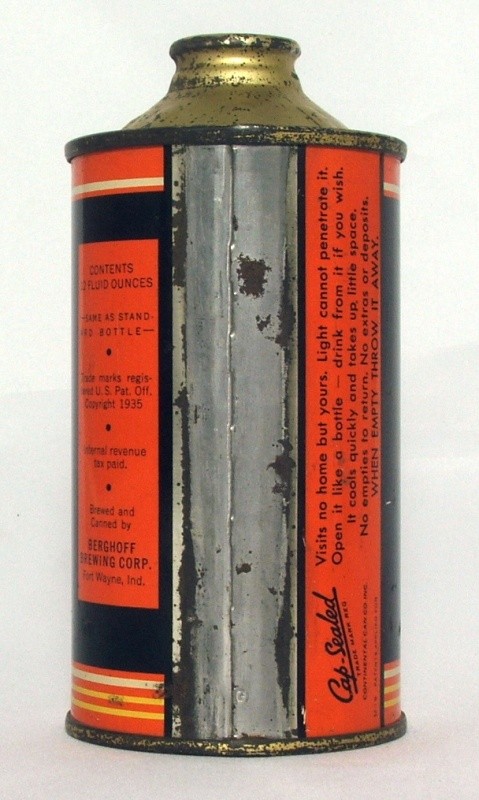 CONTENTS
12 FLUID OUNCES
—SAME AS STAND-
ARD BOTTLE—
Trade marks regis-
tered U.S. Pat. Off.
Copyright 1935
Internal revenue
tax paid.
Brewed and
Canned by
BERGHOFF
BREWING CORP.
Fort Wayne, Ind.
Visits no home but yours. Light cannot penetrate it.
Open it like a bottle — drink from it if you wish.
It cools quickly and takes up little space.
No empties to return. No extras or deposits.
WHEN EMPTY THROW IT AWAY.
Cap-Sealed
TRADE MARK REG
CONTINENTAL CAN CO. INC.